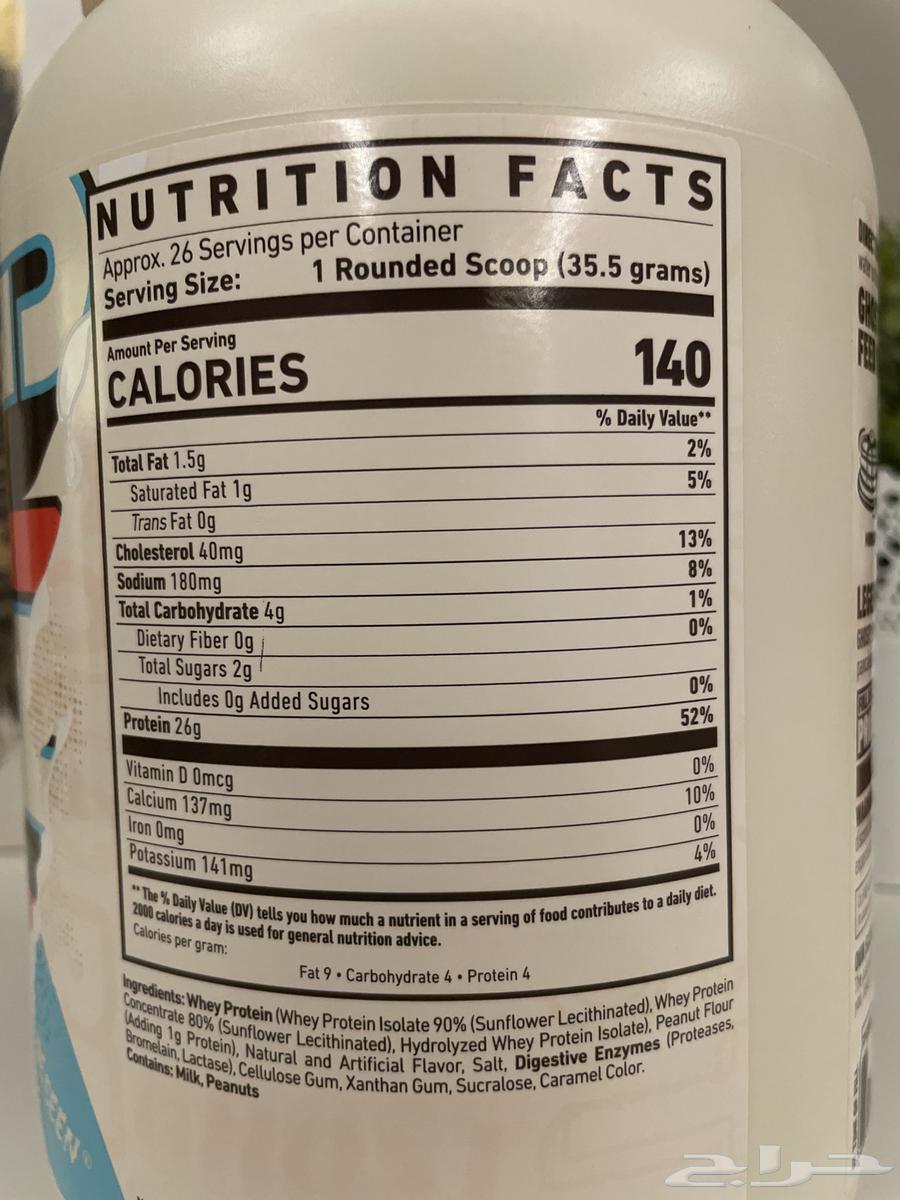 NUTRITION FACTS
Approx. 26 Servings per Container
Serving Size: 1 Rounded Scoop (35.5 grams)
Amount Per Serving
CALORIES 140
% Daily Value**
Total Fat 1.5g 2%
Saturated Fat 1g 5%
Trans Fat 0g
Cholesterol 40mg 13%
Sodium 180mg 8%
Total Carbohydrate 4g 1%
Dietary Fiber 0g 0%
Total Sugars 2g
Includes 0g Added Sugars 0%
Protein 26g 52%
Vitamin D 0mcg 0%
Calcium 137mg 10%
Iron 0mg 0%
Potassium 141mg 4%
** The % Daily Value (DV) tells you how much a nutrient in a serving of food contributes to a daily diet.
2000 calories a day is used for general nutrition advice.
Calories per gram:
Fat 9 • Carbohydrate 4 • Protein 4
Ingredients: Whey Protein (Whey Protein Isolate 90% (Sunflower Lecithinated), Whey Protein
Concentrate 80% (Sunflower Lecithinated), Hydrolyzed Whey Protein Isolate), Peanut Flour
(Adding 1g Protein), Natural and Artificial Flavor, Salt, Digestive Enzymes (Proteases,
Bromelain, Lactase), Cellulose Gum, Xanthan Gum, Sucralose, Caramel Color.
Contains: Milk, Peanuts
حراج